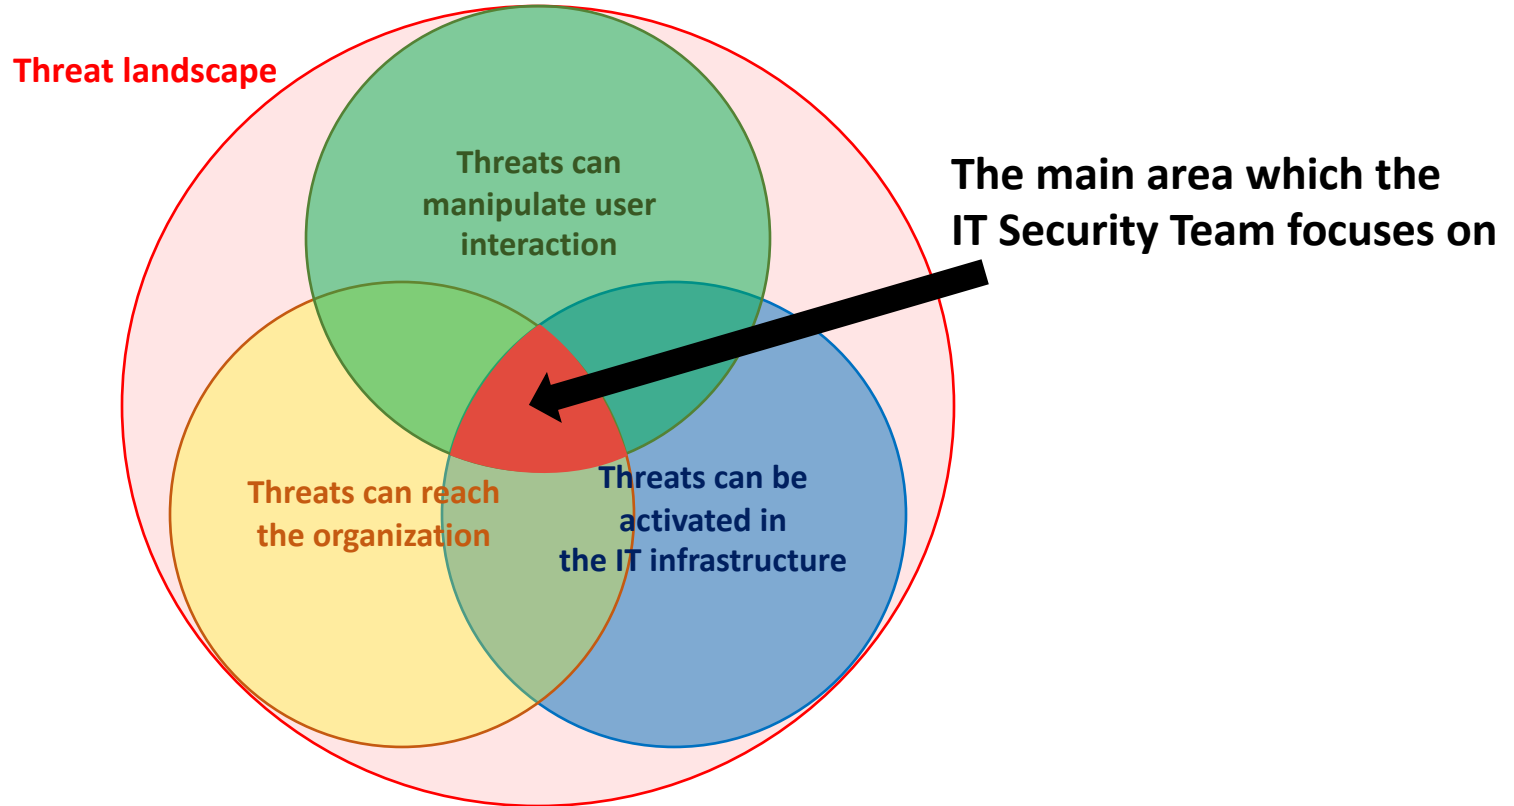 Threat landscape
Threats can
manipulate user
interaction
The main area which the
IT Security Team focuses on
Threats can reach
the organization
Threats can be
activated in
the IT infrastructure